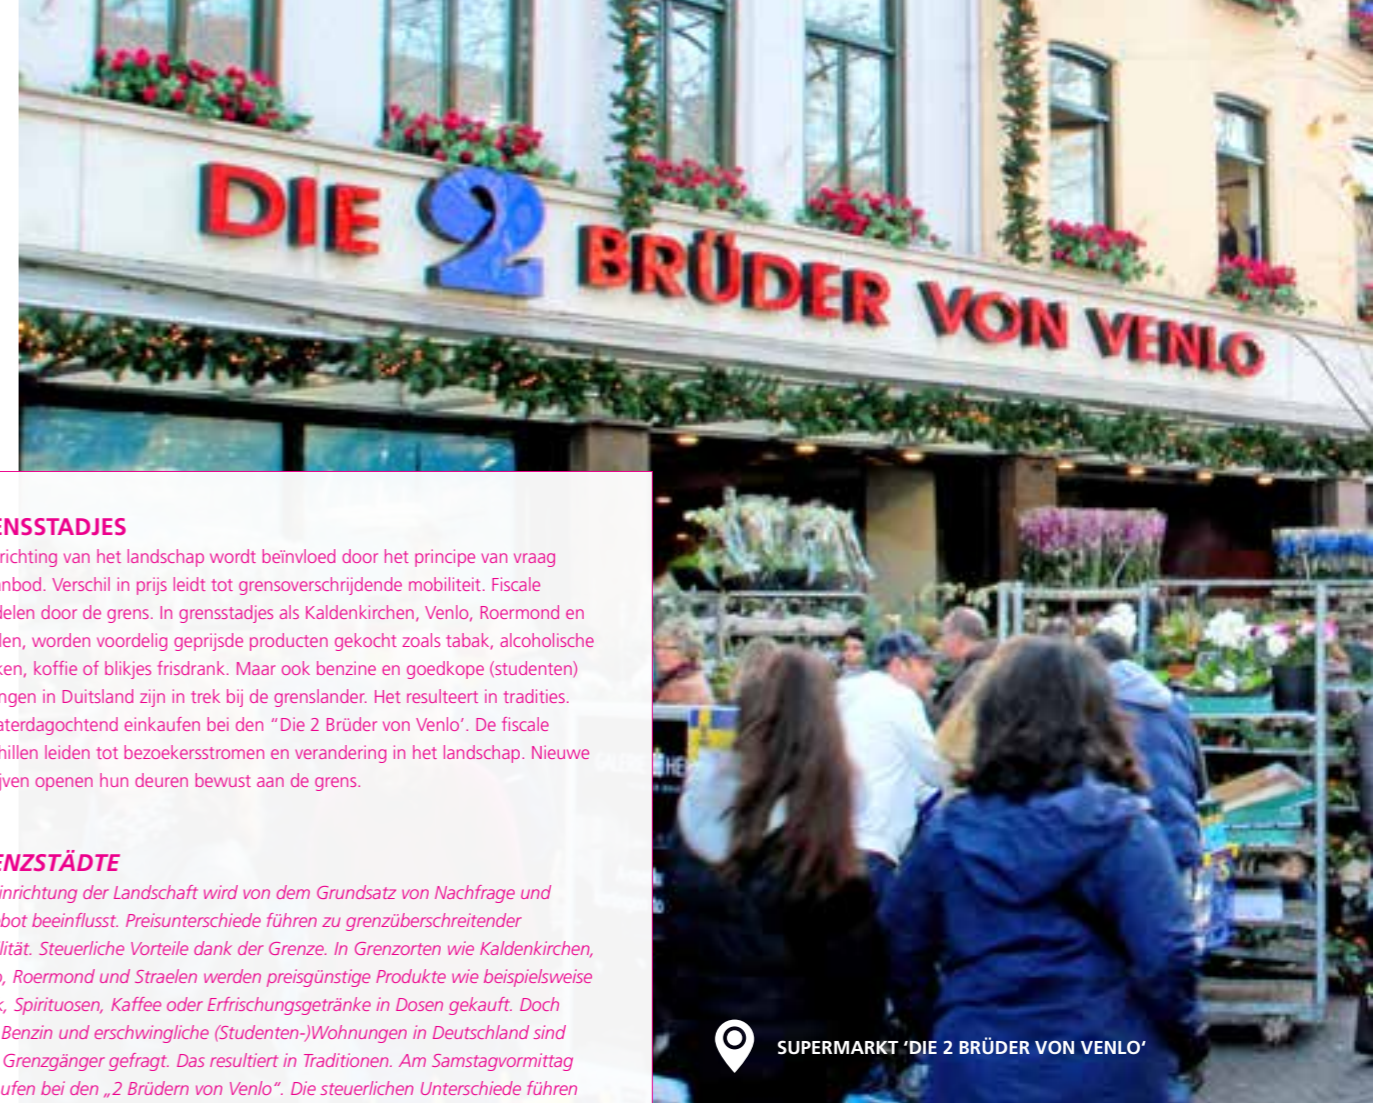 DIE 2 BRÜDER VON VENLO
ENSSTADJES
richting van het landschap wordt beïnvloed door het principe van vraag
anbod. Verschil in prijs leidt tot grensoverschrijdende mobiliteit. Fiscale
delen door de grens. In grensstadjes als Kaldenkirchen, Venlo, Roermond en
len, worden voordelig geprijsde producten gekocht zoals tabak, alcoholische
ken, koffie of blikjes frisdrank. Maar ook benzine en goedkope (studenten)
ngen in Duitsland zijn in trek bij de grenslander. Het resulteert in tradities.
aterdagochtend einkaufen bei den “Die 2 Brüder von Venlo’. De fiscale
hillen leiden tot bezoekersstromen en verandering in het landschap. Nieuwe
jven openen hun deuren bewust aan de grens.
ENZSTÄDTE
inrichtung der Landschaft wird von dem Grundsatz von Nachfrage und
bot beeinflusst. Preisunterschiede führen zu grenzüberschreitender
lität. Steuerliche Vorteile dank der Grenze. In Grenzorten wie Kaldenkirchen,
o, Roermond und Straelen werden preisgünstige Produkte wie beispielsweise
k, Spirituosen, Kaffee oder Erfrischungsgetränke in Dosen gekauft. Doch
Benzin und erschwingliche (Studenten-)Wohnungen in Deutschland sind
Grenzgänger gefragt. Das resultiert in Traditionen. Am Samstagvormittag
ufen bei den „2 Brüdern von Venlo“. Die steuerlichen Unterschiede führen
SUPERMARKT ‘DIE 2 BRÜDER VON VENLO’